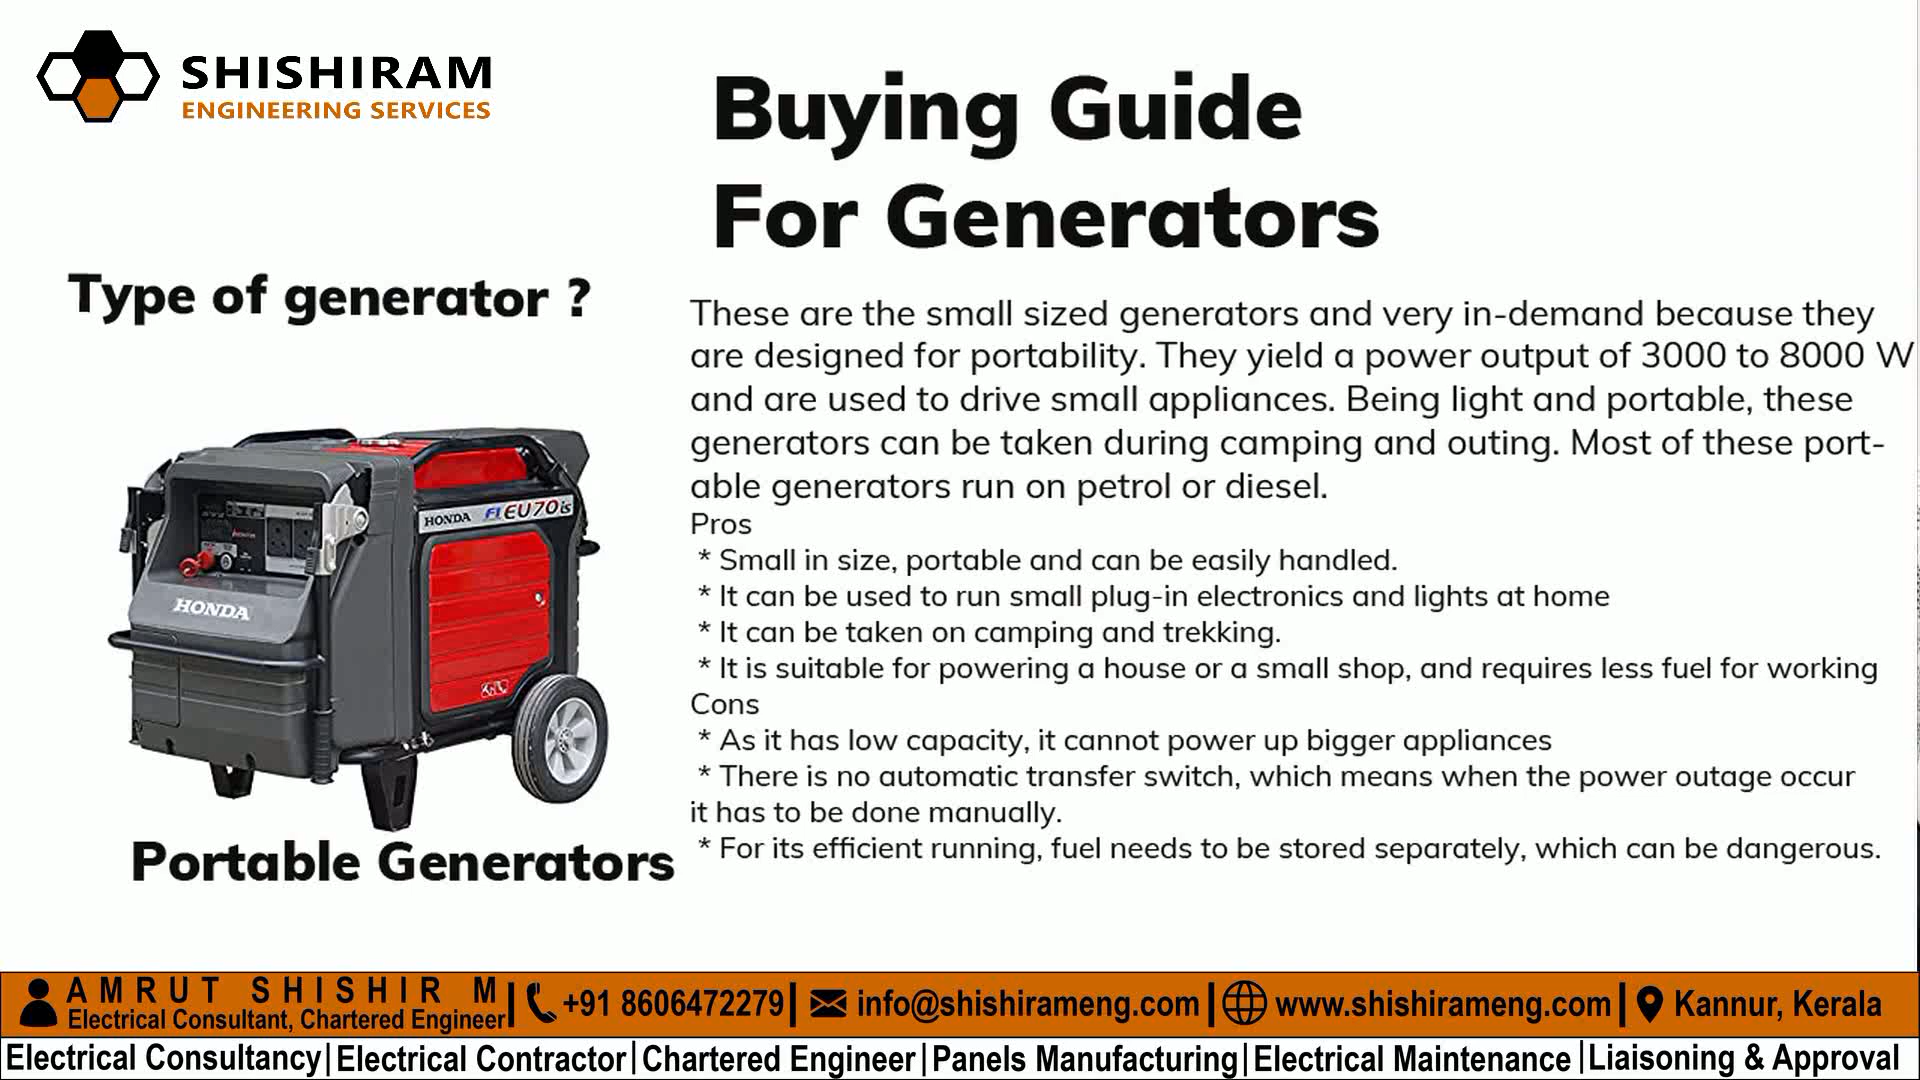 SHISHIRAM
ENGINEERING SERVICES
Buying Guide
For Generators
Type of generator ?
These are the small sized generators and very in-demand because they
are designed for portability. They yield a power output of 3000 to 8000 W
and are used to drive small appliances. Being light and portable, these
generators can be taken during camping and outing. Most of these port-
able generators run on petrol or diesel.
Pros
* Small in size, portable and can be easily handled.
* It can be used to run small plug-in electronics and lights at home
* It can be taken on camping and trekking.
* It is suitable for powering a house or a small shop, and requires less fuel for working
Cons
* As it has low capacity, it cannot power up bigger appliances
* There is no automatic transfer switch, which means when the power outage occur
it has to be done manually.
* For its efficient running, fuel needs to be stored separately, which can be dangerous.
HONDA FI EU70is
HONDA
Portable Generators
AMRUT SHISHIR M
Electrical Consultant, Chartered Engineer
+91 8606472279
info@shishirameng.com
www.shishirameng.com
Kannur, Kerala
Electrical Consultancy|Electrical Contractor|Chartered Engineer|Panels Manufacturing|Electrical Maintenance|Liaisoning & Approval